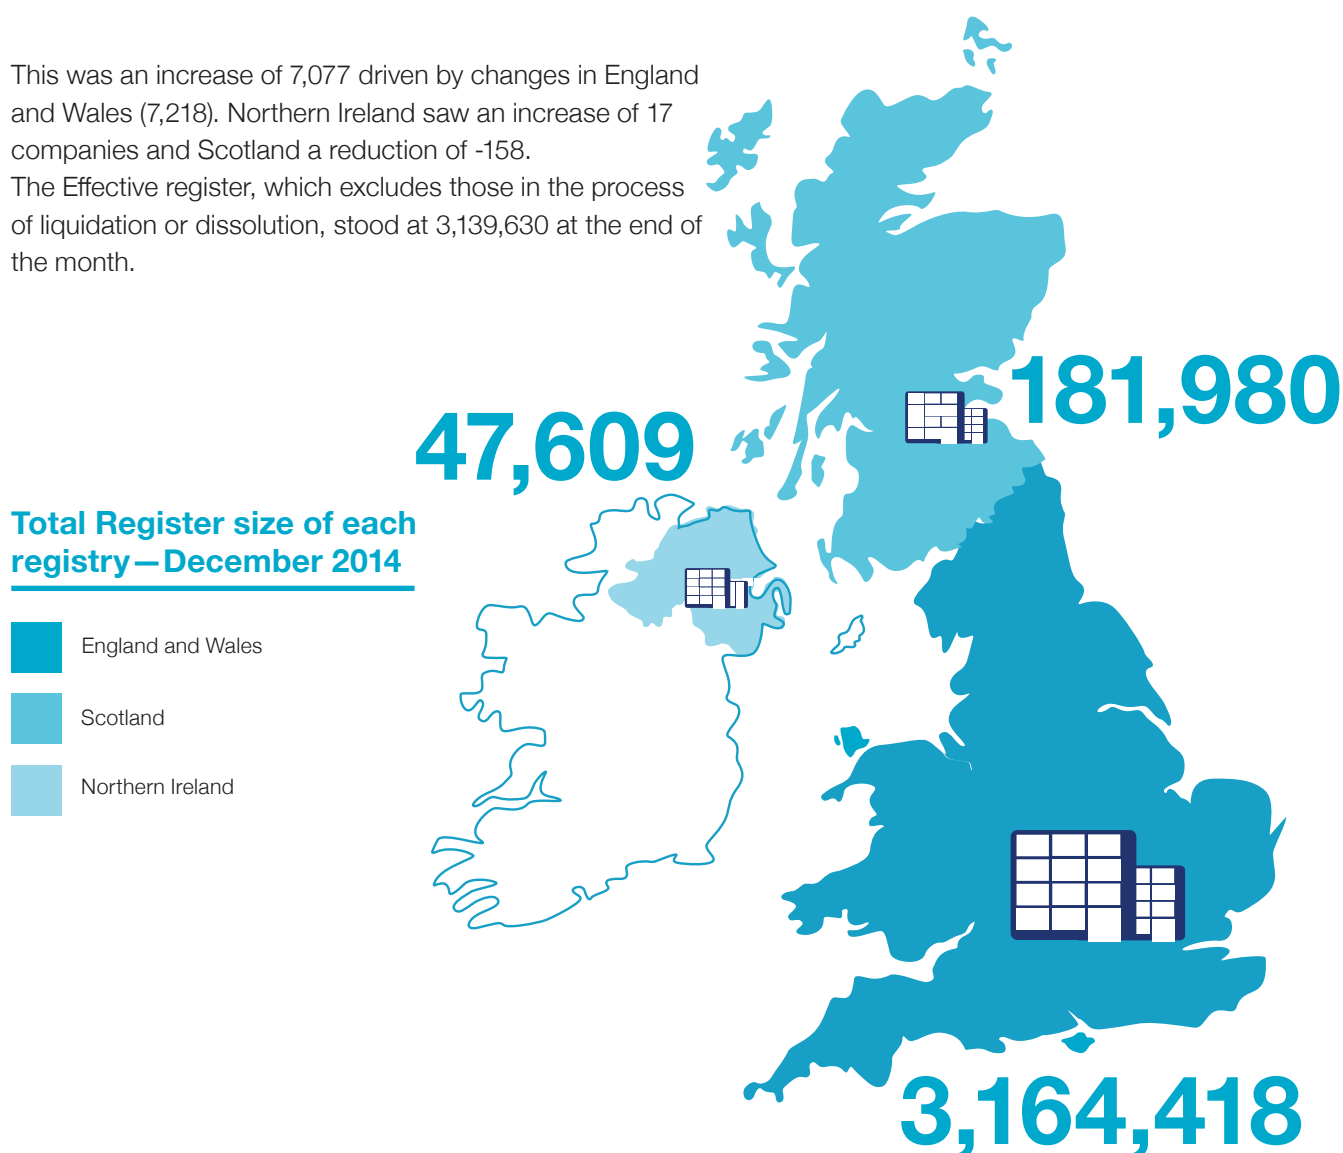 This was an increase of 7,077 driven by changes in England
and Wales (7,218). Northern Ireland saw an increase of 17
companies and Scotland a reduction of -158.
The Effective register, which excludes those in the process
of liquidation or dissolution, stood at 3,139,630 at the end of
the month.
181,980
47,609
Total Register size of each
registry—December 2014
England and Wales
Scotland
Northern Ireland
3,164,418